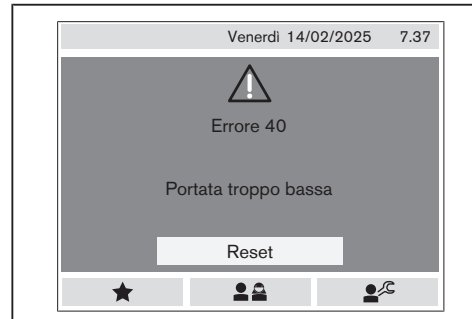 Venerdì 14/02/2025 7.37
Errore 40
Portata troppo bassa
Reset